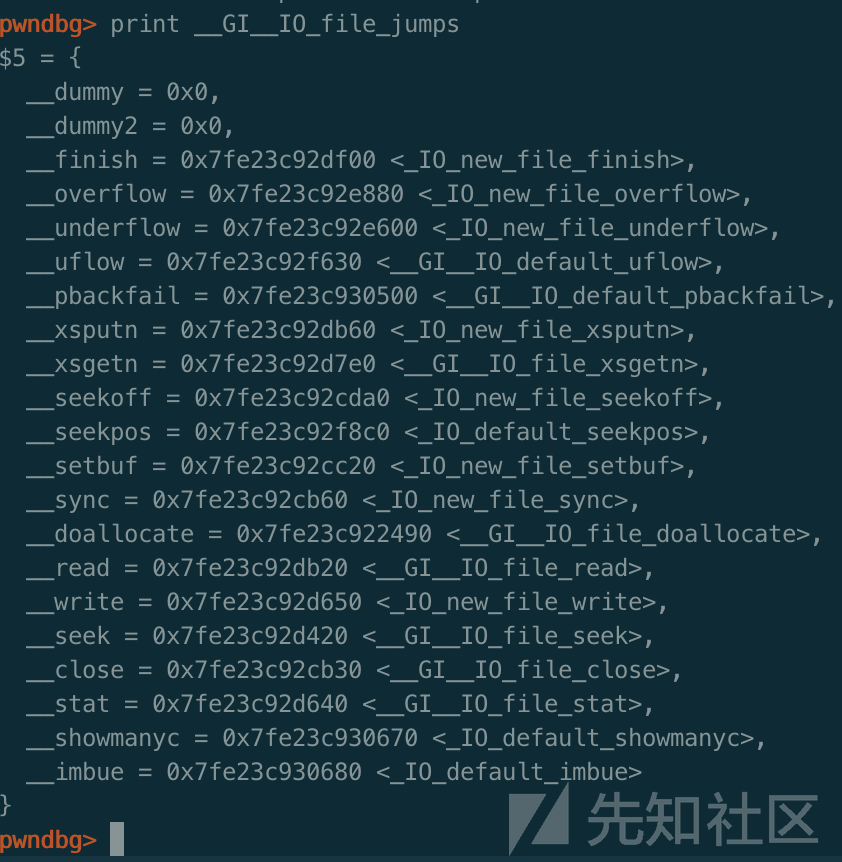 pwndbg> print __GI__IO_file_jumps
$5 = {
  __dummy = 0x0,
  __dummy2 = 0x0,
  __finish = 0x7fe23c92df00 <_IO_new_file_finish>,
  __overflow = 0x7fe23c92e880 <_IO_new_file_overflow>,
  __underflow = 0x7fe23c92e600 <_IO_new_file_underflow>,
  __uflow = 0x7fe23c92f630 <__GI__IO_default_uflow>,
  __pbackfail = 0x7fe23c930500 <__GI__IO_default_pbackfail>,
  __xsputn = 0x7fe23c92db60 <_IO_new_file_xsputn>,
  __xsgetn = 0x7fe23c92d7e0 <__GI__IO_file_xsgetn>,
  __seekoff = 0x7fe23c92cda0 <_IO_new_file_seekoff>,
  __seekpos = 0x7fe23c92f8c0 <_IO_default_seekpos>,
  __setbuf = 0x7fe23c92cc20 <_IO_new_file_setbuf>,
  __sync = 0x7fe23c92cb60 <_IO_new_file_sync>,
  __doallocate = 0x7fe23c922490 <__GI__IO_file_doallocate>,
  __read = 0x7fe23c92db20 <__GI__IO_file_read>,
  __write = 0x7fe23c92d650 <_IO_new_file_write>,
  __seek = 0x7fe23c92d420 <__GI__IO_file_seek>,
  __close = 0x7fe23c92cb30 <__GI__IO_file_close>,
  __stat = 0x7fe23c92d640 <__GI__IO_file_stat>,
  __showmanyc = 0x7fe23c930670 <_IO_default_showmanyc>,
  __imbue = 0x7fe23c930680 <_IO_default_imbue>
}
pwndbg>
先知社区